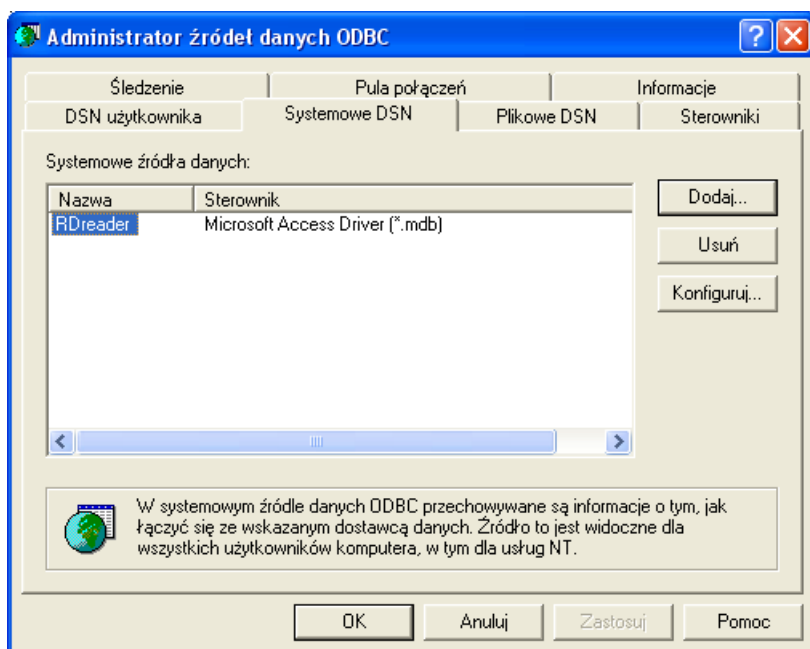 Administrator źródeł danych ODBC
Śledzenie Pula połączeń Informacje
DSN użytkownika Systemowe DSN Plikowe DSN Sterowniki
Systemowe źródła danych:
Nazwa Sterownik
RDreader Microsoft Access Driver (*.mdb)
Dodaj...
Usuń
Konfiguruj...
W systemowym źródle danych ODBC przechowywane są informacje o tym, jak
łączyć się ze wskazanym dostawcą danych. Źródło to jest widoczne dla
wszystkich użytkowników komputera, w tym dla usług NT.
OK Anuluj Zastosuj Pomoc